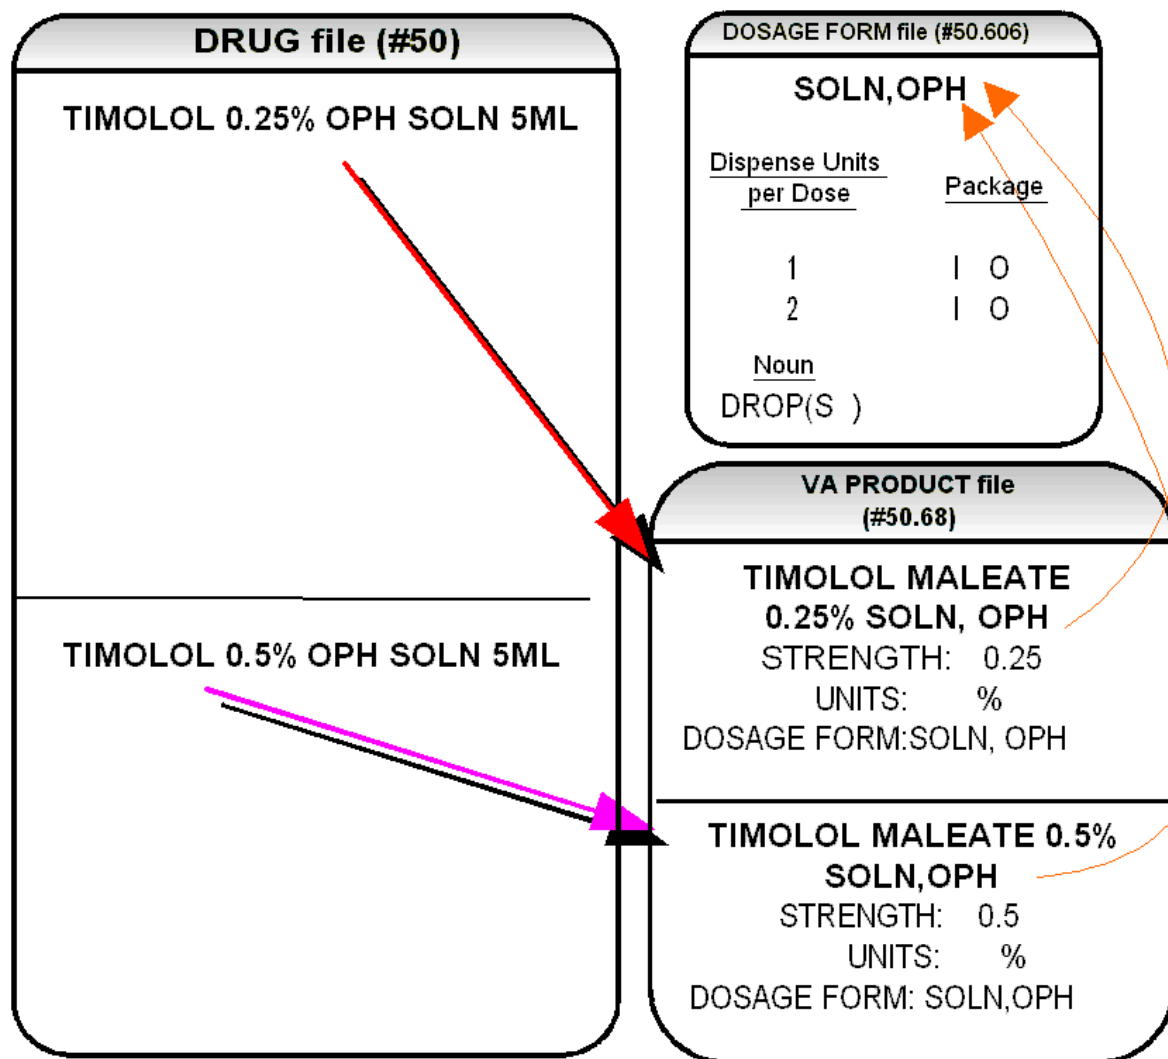 DRUG file (#50)
TIMOLOL 0.25% OPH SOLN 5ML
TIMOLOL 0.5% OPH SOLN 5ML
DOSAGE FORM file (#50.606)
SOLN,OPH
Dispense Units
per Dose
Package
1 I O
2 I O
Noun
DROP(S )
VA PRODUCT file
(#50.68)
TIMOLOL MALEATE
0.25% SOLN, OPH
STRENGTH: 0.25
UNITS: %
DOSAGE FORM:SOLN, OPH
TIMOLOL MALEATE 0.5%
SOLN,OPH
STRENGTH: 0.5
UNITS: %
DOSAGE FORM: SOLN,OPH